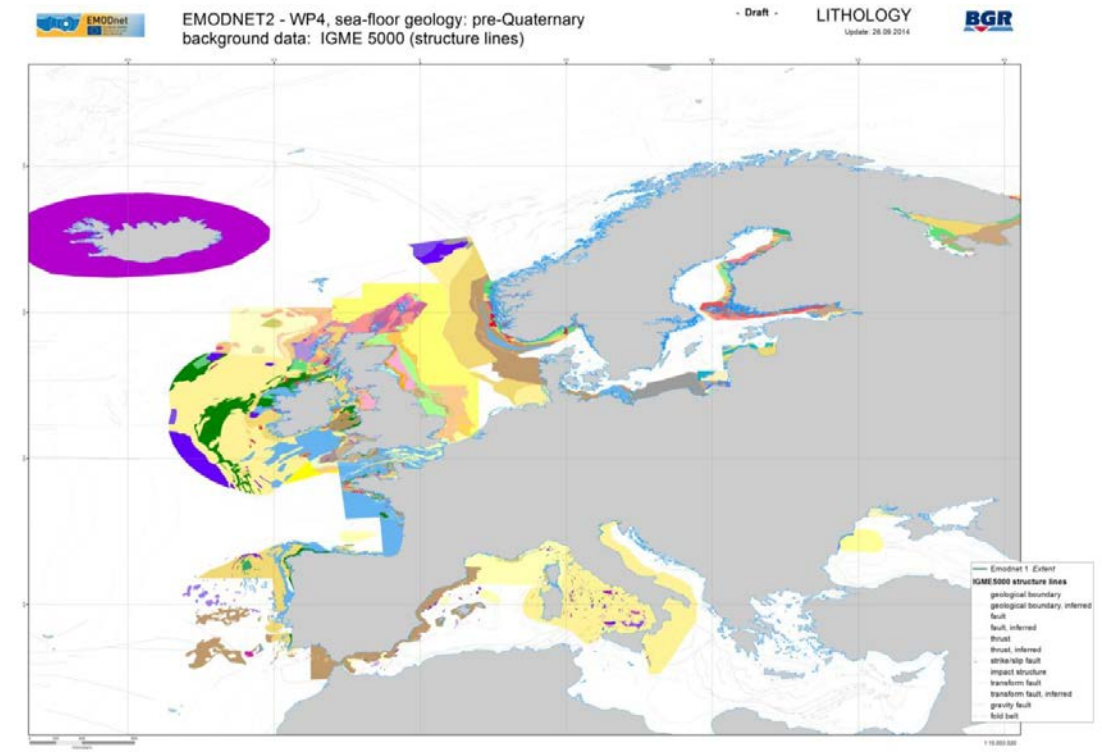 EMODnet
EMODNET2 - WP4, sea-floor geology: pre-Quaternary
background data: IGME 5000 (structure lines)
- Draft -
LITHOLOGY
Update: 26.09.2014
BGR
Emodnet 1 Extent
IGME5000 structure lines
geological boundary
geological boundary, inferred
fault
fault, inferred
thrust
thrust, inferred
strike/slip fault
impact structure
transform fault
transform fault, inferred
gravity fault
fold belt